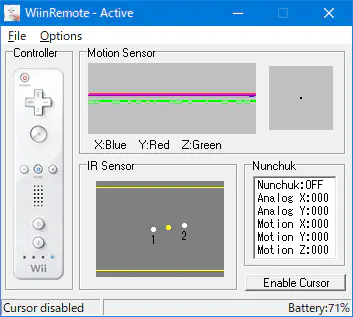 WiinRemote - Active
File Options
Controller
Wii
Motion Sensor
X:Blue Y:Red Z:Green
IR Sensor
1 2
Nunchuk
Nunchuk:OFF
Analog X:000
Analog Y:000
Motion X:000
Motion Y:000
Motion Z:000
Enable Cursor
Cursor disabled
Battery:71%